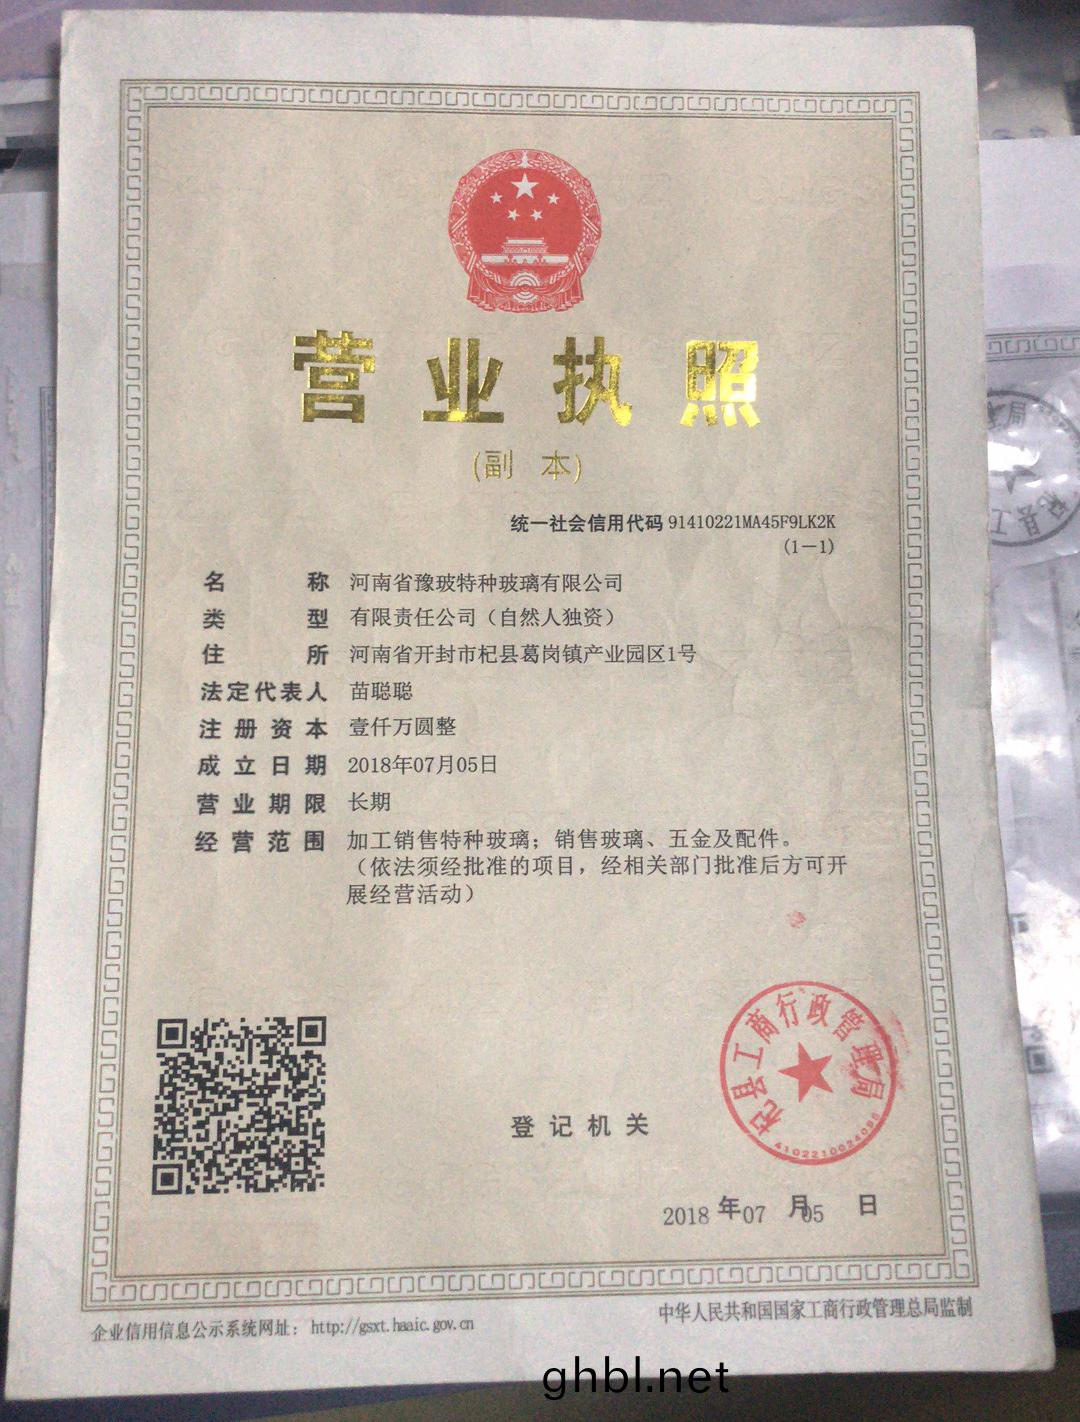 营业执照
(副 本)
统一社会信用代码 91410221MA45F9LK2K
(1-1)
名 称 河南省豫玻特种玻璃有限公司
类 型 有限责任公司（自然人独资）
住 所 河南省开封市杞县葛岗镇产业园区1号
法定代表人 苗聪聪
注册资本 壹仟万圆整
成立日期 2018年07月05日
营业期限 长期
经营范围 加工销售特种玻璃；销售玻璃、五金及配件。
（依法须经批准的项目，经相关部门批准后方可开
展经营活动）
杞县工商行政管理局
4102210024096
登记机关
2018 年07 月05 日
企业信用信息公示系统网址： http://gsxt.haaic.gov.cn
中华人民共和国国家工商行政管理总局监制
ghbl.net